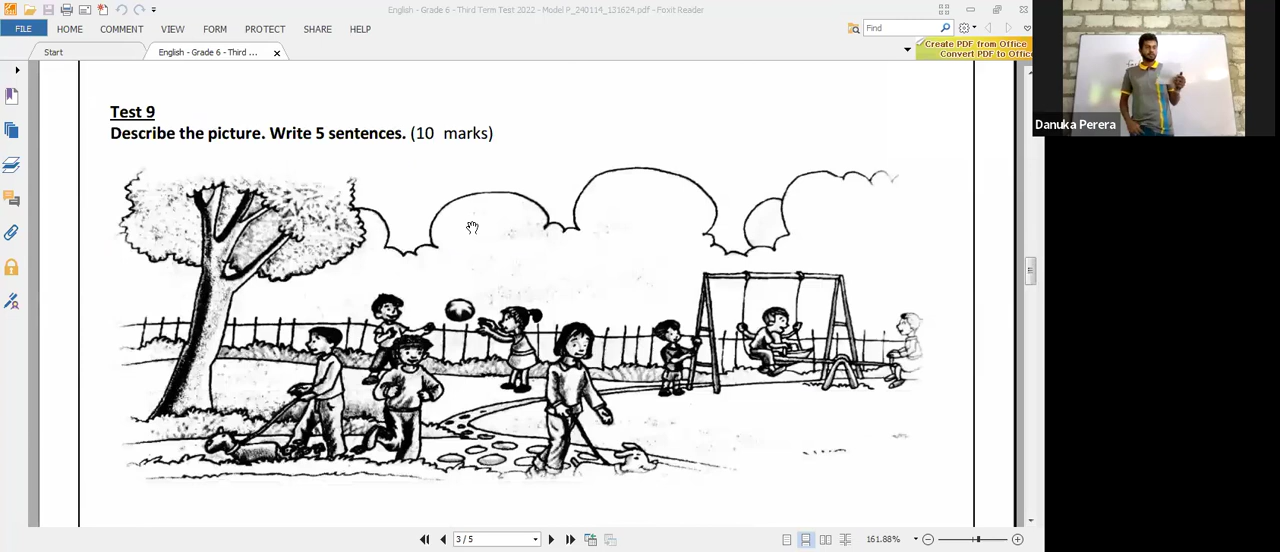 English - Grade 6 - Third Term Test 2022 - Model P_240114_131624.pdf - Foxit Reader
FILE HOME COMMENT VIEW FORM PROTECT SHARE HELP
Find
Start
English - Grade 6 - Third ...
Create PDF from Office
Convert PDF to Offic
Test 9
Describe the picture. Write 5 sentences. (10 marks)
Danuka Perera
3 / 5
161.88%